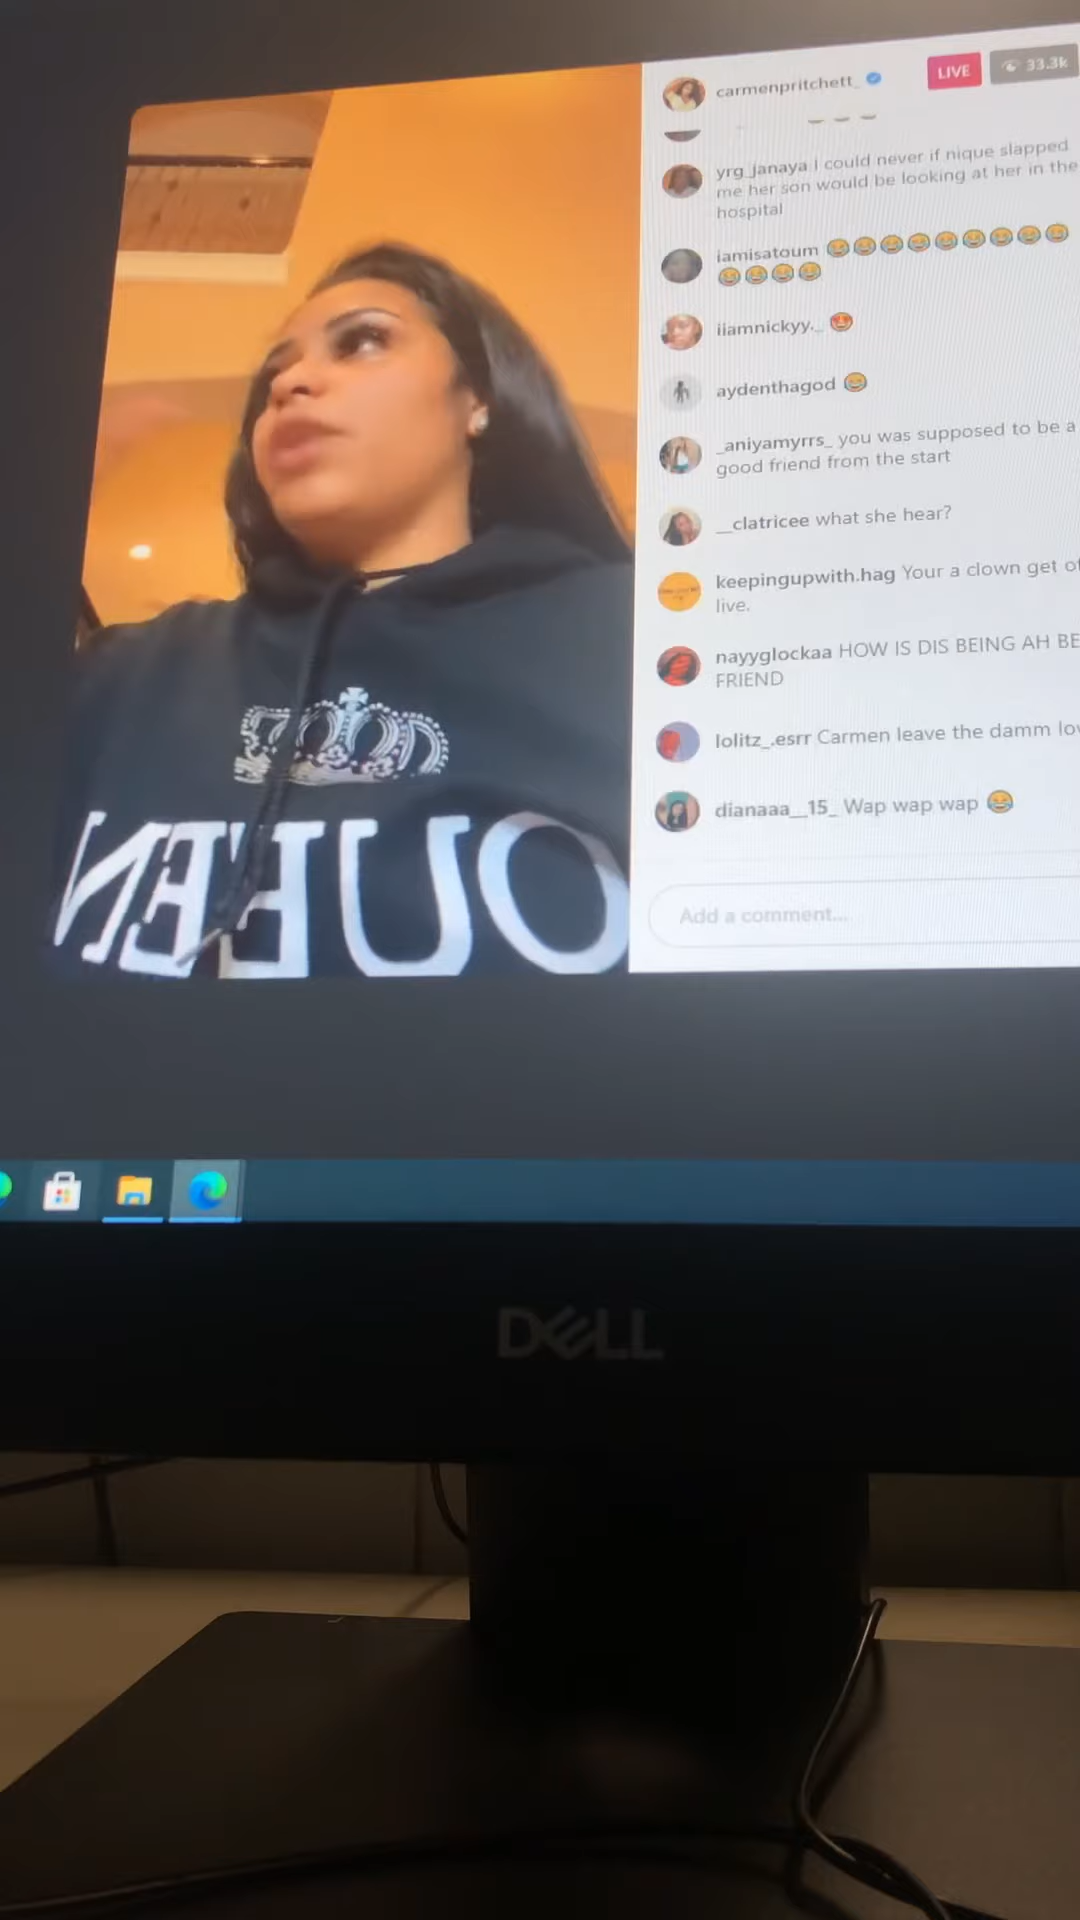 carmenpritchett_
LIVE
33.3k
yrg_janaya I could never if nique slapped
me her son would be looking at her in the
hospital
iamisatoum 😂😂😂😂😂😂😂😂😂
😂😂😂😂
iiamnickyy._ 😡
aydenthagod 😂
_aniyamyrrs_ you was supposed to be a
good friend from the start
__clatricee what she hear?
keepingupwith.hag Your a clown get of
live.
nayyglockaa HOW IS DIS BEING AH BE
FRIEND
lolitz_.esrr Carmen leave the damm lov
dianaaa__15_ Wap wap wap 😂
Add a comment...
QUEEN
DELL